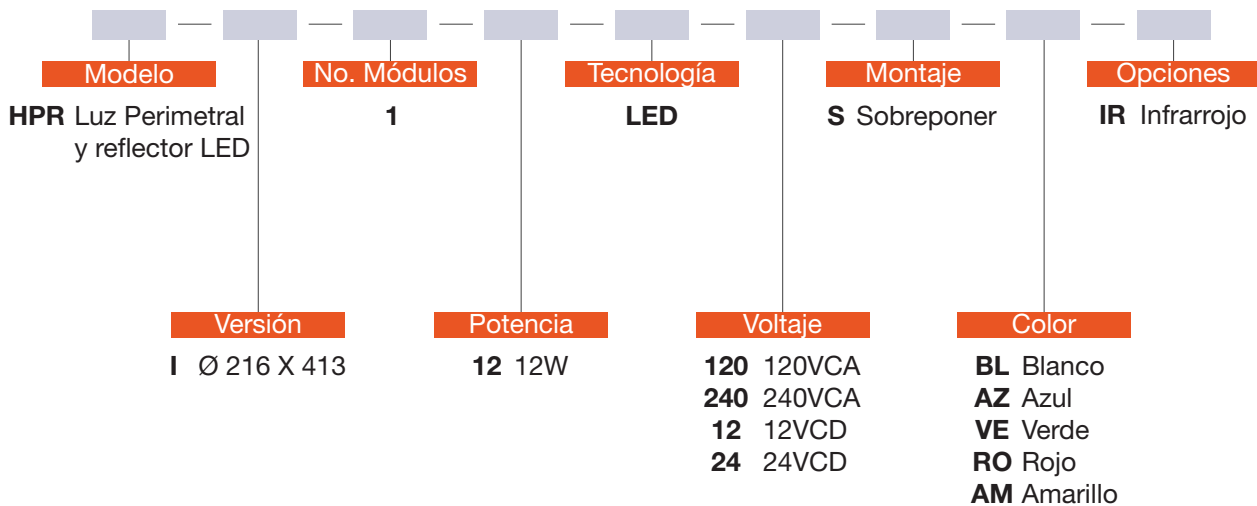 Modelo
HPR Luz Perimetral
y reflector LED
No. Módulos
1
Tecnología
LED
Montaje
S Sobreponer
Opciones
IR Infrarrojo
Versión
I Ø 216 X 413
Potencia
12 12W
Voltaje
120 120VCA
240 240VCA
12 12VCD
24 24VCD
Color
BL Blanco
AZ Azul
VE Verde
RO Rojo
AM Amarillo